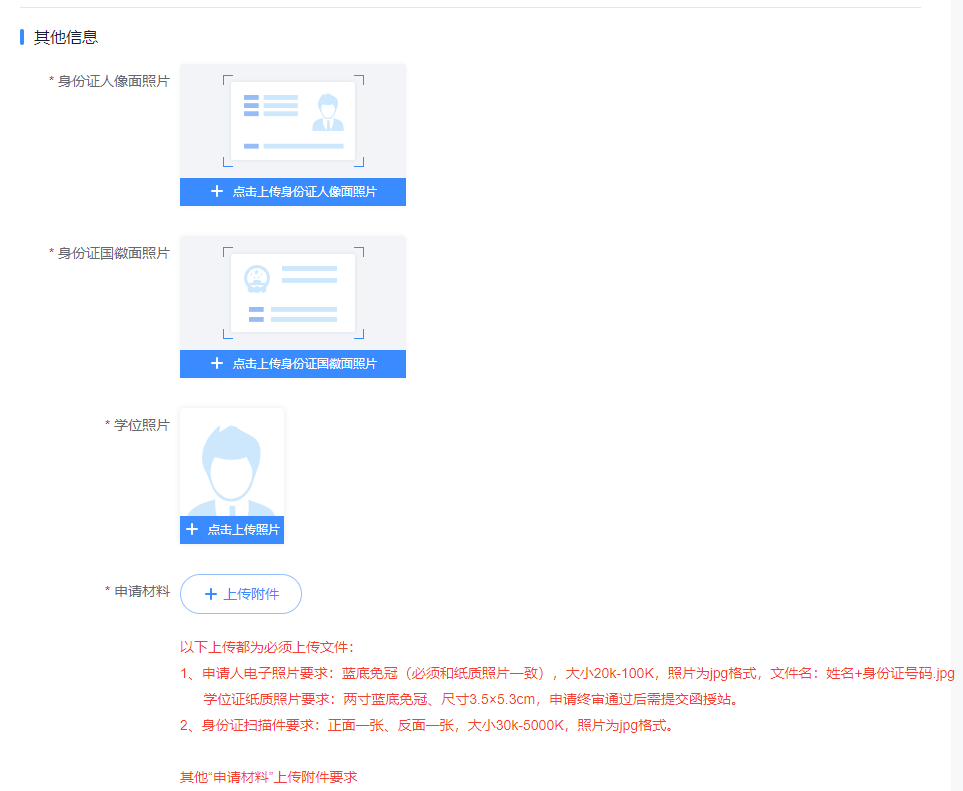 其他信息
* 身份证人像面照片
+ 点击上传身份证人像面照片
* 身份证国徽面照片
+ 点击上传身份证国徽面照片
* 学位照片
+ 点击上传照片
* 申请材料
+ 上传附件
以下上传都为必须上传文件：
1、申请人电子照片要求：蓝底免冠（必须和纸质照片一致），大小20k-100K，照片为jpg格式，文件名：姓名+身份证号码.jpg
学位证纸质照片要求：两寸蓝底免冠、尺寸3.5×5.3cm，申请终审通过后需提交函授站。
2、身份证扫描件要求：正面一张、反面一张，大小30k-5000K，照片为jpg格式。
其他“申请材料”上传附件要求